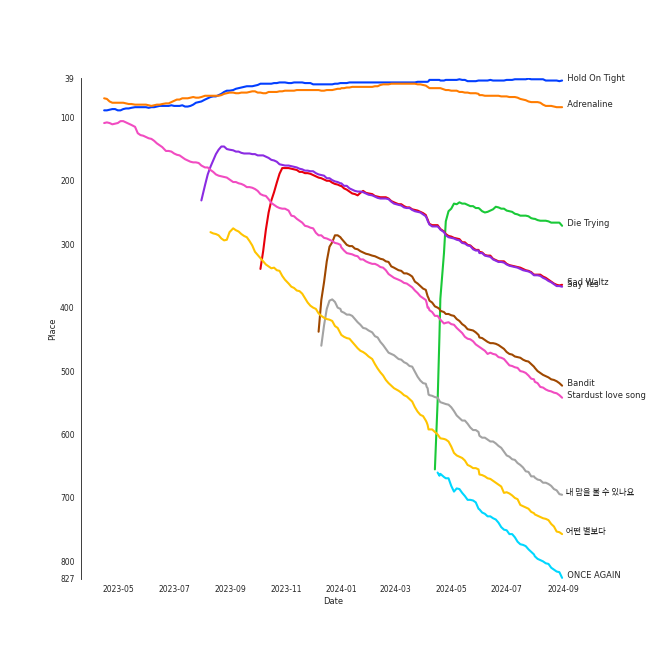 39
100
200
300
400
500
600
700
800
827
Place
2023-05
2023-07
2023-09
2023-11
2024-01
2024-03
2024-05
2024-07
2024-09
Date
Hold On Tight
Adrenaline
Die Trying
Sad Waltz
Say Yes
Bandit
Stardust love song
내 맘을 볼 수 있나요
어떤 별보다
ONCE AGAIN